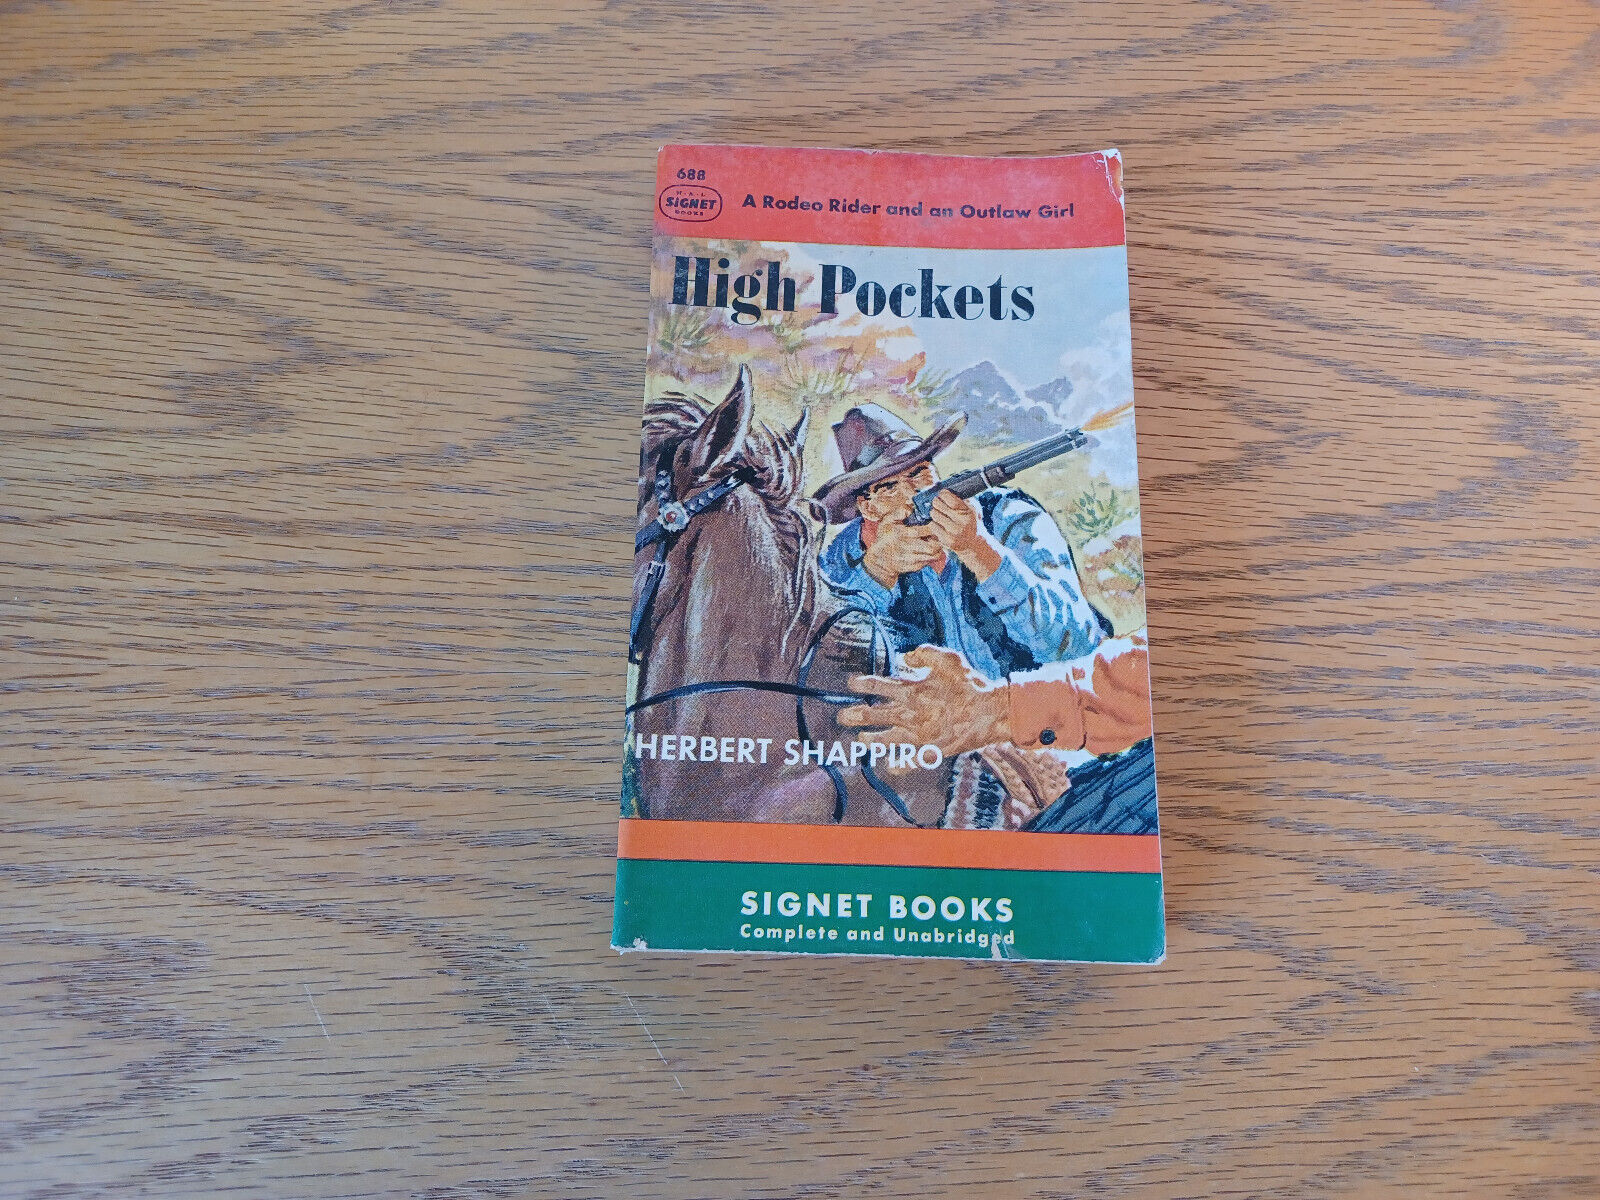 688
N·A·L
SIGNET
BOOKS
A Rodeo Rider and an Outlaw Girl
High Pockets
HERBERT SHAPPIRO
SIGNET BOOKS
Complete and Unabridged